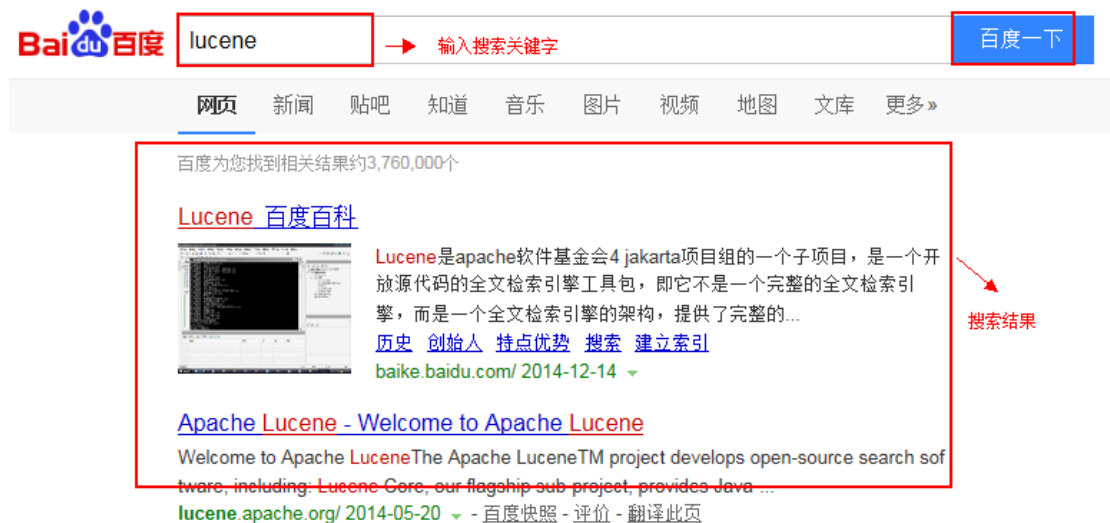 Bai du 百度 lucene 输入搜索关键字 百度一下
网页 新闻 贴吧 知道 音乐 图片 视频 地图 文库 更多»
百度为您找到相关结果约3,760,000个
Lucene_百度百科
Lucene是apache软件基金会4 jakarta项目组的一个子项目，是一个开
放源代码的全文检索引擎工具包，即它不是一个完整的全文检索引
擎，而是一个全文检索引擎的架构，提供了完整的...
搜索结果
历史 创始人 特点优势 搜索 建立索引
baike.baidu.com/ 2014-12-14
Apache Lucene - Welcome to Apache Lucene
Welcome to Apache LuceneThe Apache LuceneTM project develops open-source search sof
tware, including: Lucene Core, our flagship sub-project, provides Java ...
lucene.apache.org/ 2014-05-20 - 百度快照 - 评价 - 翻译此页